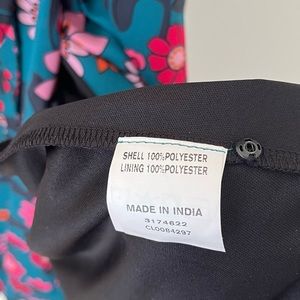 SHELL 100%POLYESTER
LINING 100%POLYESTER
MADE IN INDIA
3174622
CL0084297